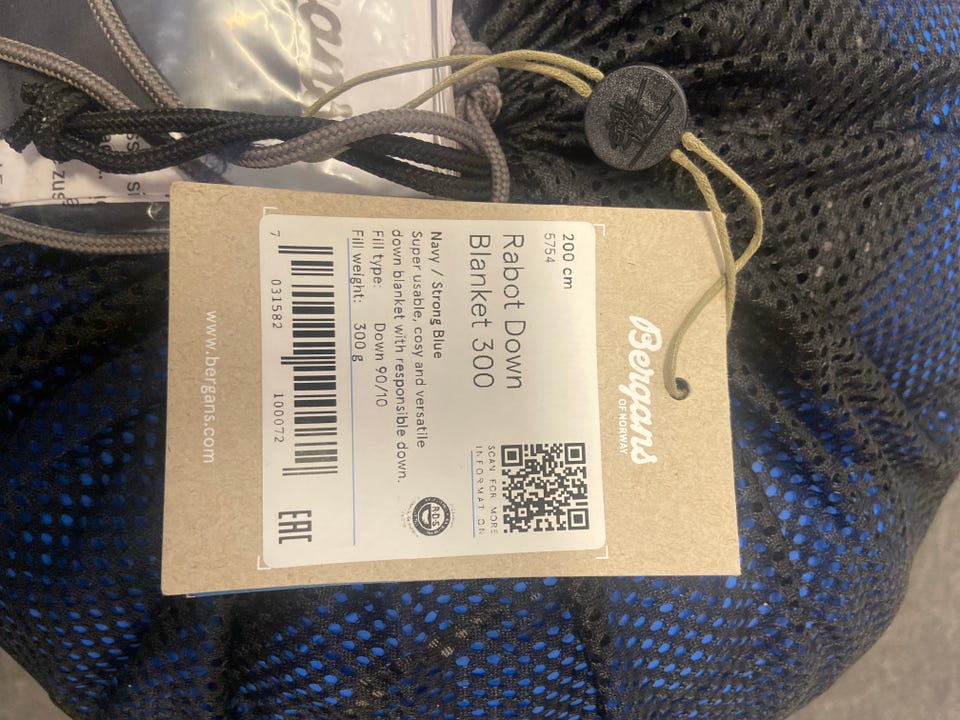 Bergans
OF NORWAY
200 cm
5754
Rabot Down
Blanket 300
SCAN FOR MORE
INFORMATION
Navy / Strong Blue
Super usable, cosy and versatile
down blanket with responsible down.
Fill type: Down 90/10
Fill weight: 300 g
RDS
7 031582 100072
EAC
www.bergans.com